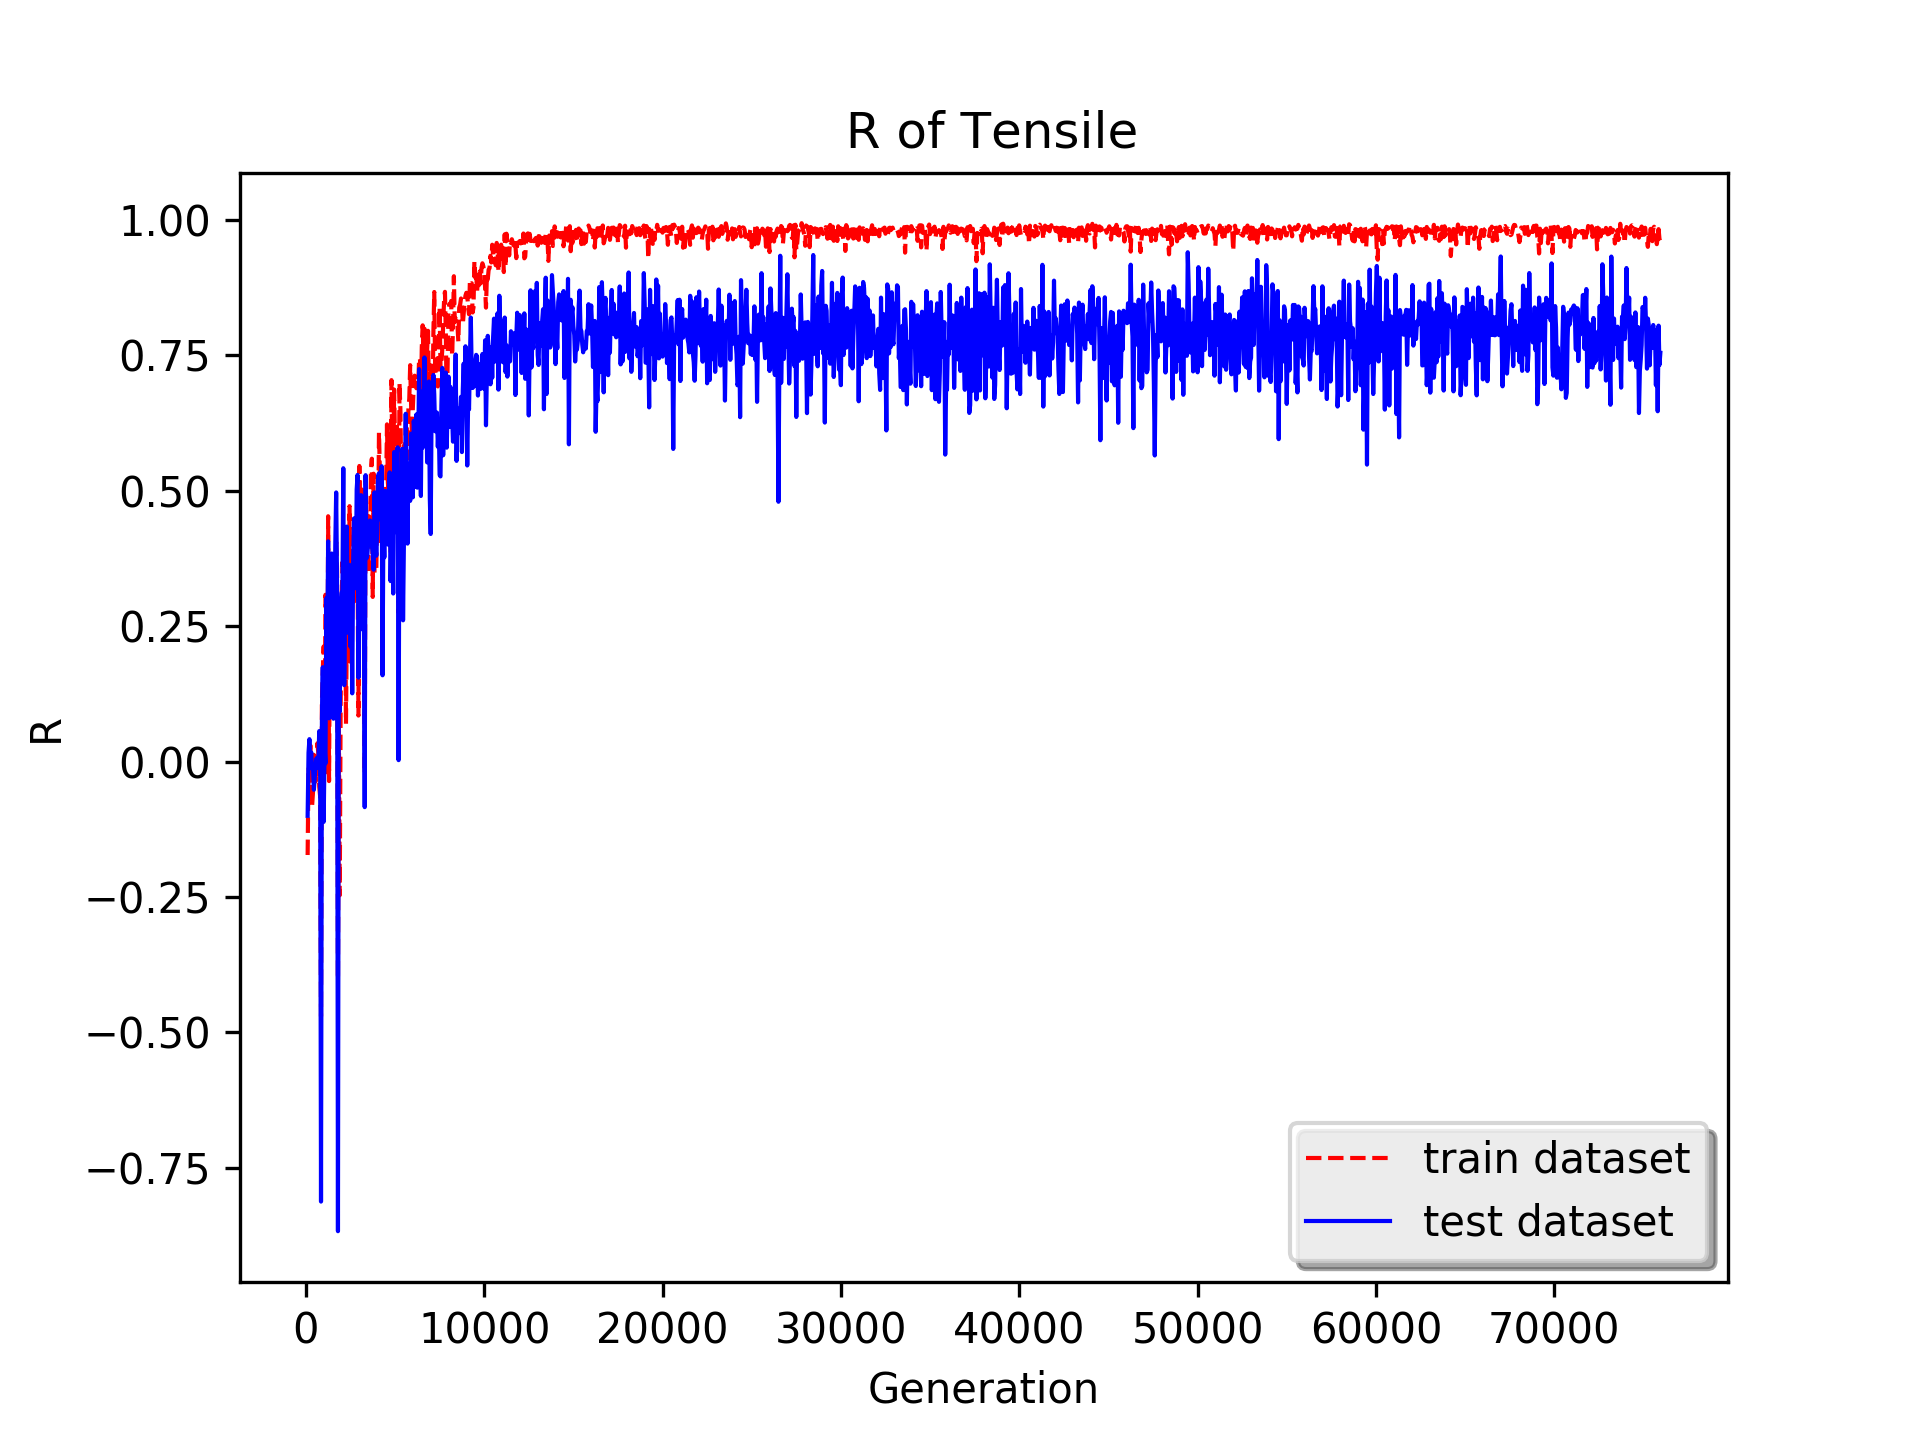 R of Tensile
1.00
0.75
0.50
0.25
0.00
−0.25
−0.50
−0.75
R
0 10000 20000 30000 40000 50000 60000 70000
Generation
train dataset
test dataset